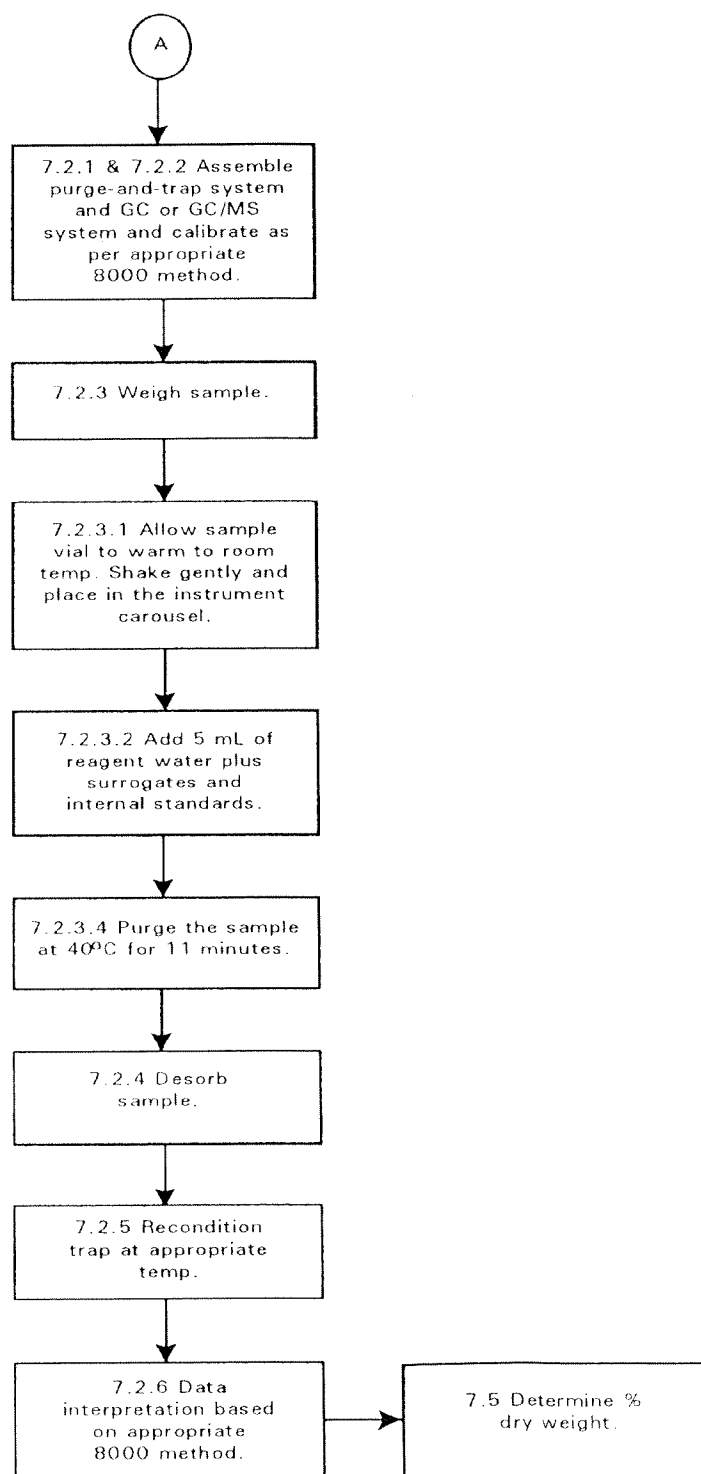 A
7.2.1 & 7.2.2 Assemble
purge-and-trap system
and GC or GC/MS
system and calibrate as
per appropriate
8000 method.
7.2.3 Weigh sample.
7.2.3.1 Allow sample
vial to warm to room
temp. Shake gently and
place in the instrument
carousel.
7.2.3.2 Add 5 mL of
reagent water plus
surrogates and
internal standards.
7.2.3.4 Purge the sample
at 40ºC for 11 minutes.
7.2.4 Desorb
sample.
7.2.5 Recondition
trap at appropriate
temp.
7.2.6 Data
interpretation based
on appropriate
8000 method.
7.5 Determine %
dry weight.